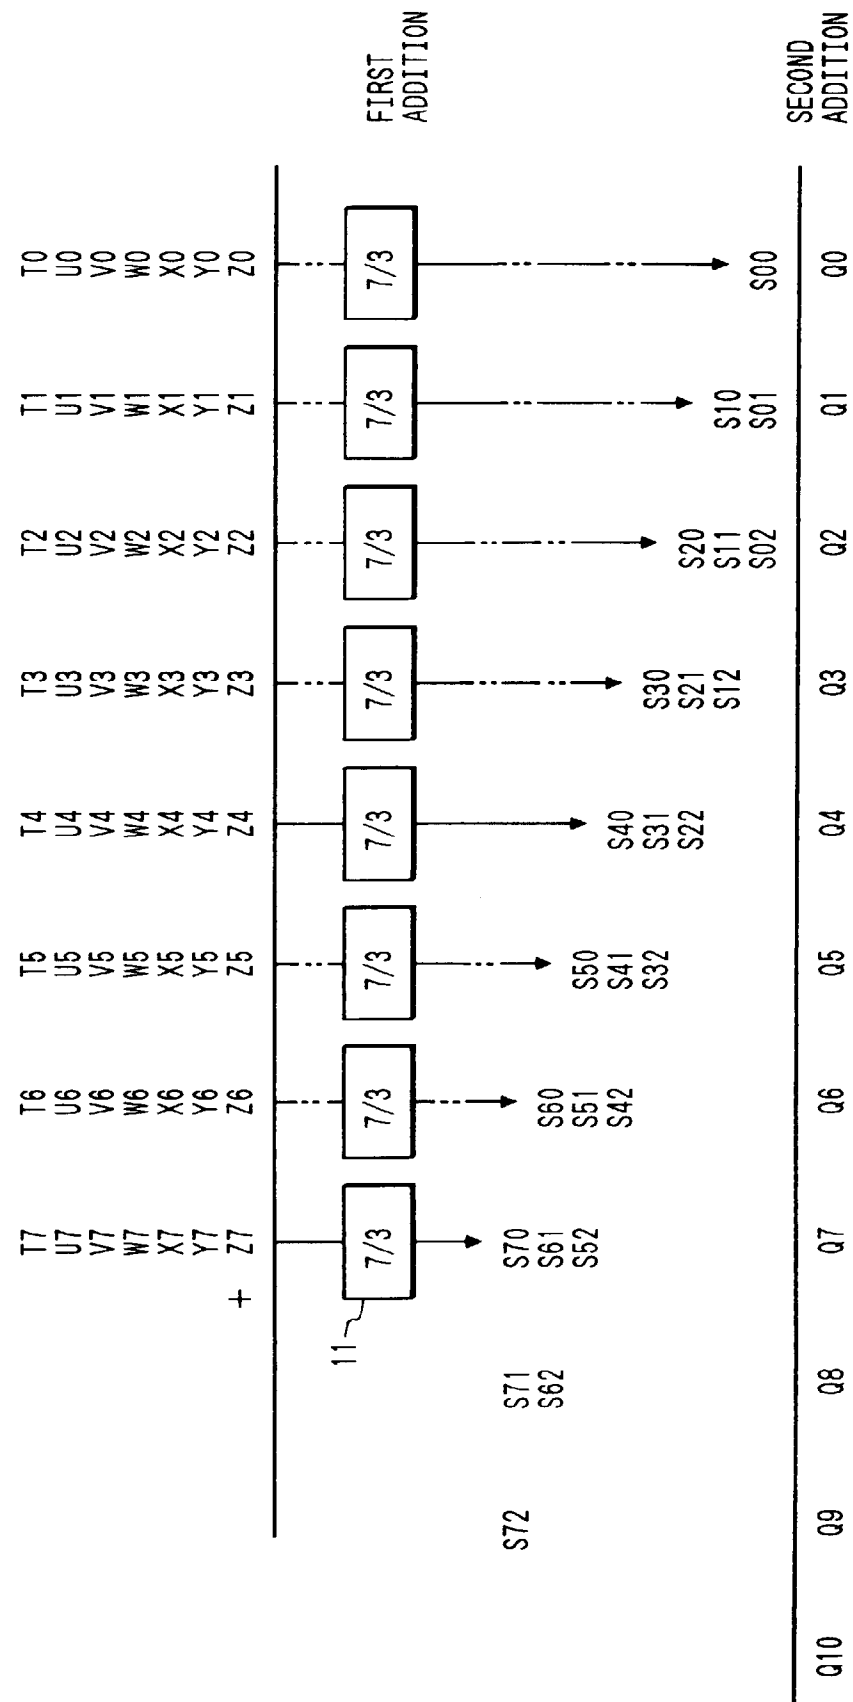 T7 T6 T5 T4 T3 T2 T1 T0
U7 U6 U5 U4 U3 U2 U1 U0
V7 V6 V5 V4 V3 V2 V1 V0
W7 W6 W5 W4 W3 W2 W1 W0
X7 X6 X5 X4 X3 X2 X1 X0
Y7 Y6 Y5 Y4 Y3 Y2 Y1 Y0
+ Z7 Z6 Z5 Z4 Z3 Z2 Z1 Z0
11
7/3 7/3 7/3 7/3 7/3 7/3 7/3 7/3
FIRST
ADDITION
S72 S71 S70
S62 S61 S60
S52 S51 S50
S42 S41 S40
S32 S31 S30
S22 S21 S20
S12 S11 S10
S02 S01 S00
Q10 Q9 Q8 Q7 Q6 Q5 Q4 Q3 Q2 Q1 Q0
SECOND
ADDITION